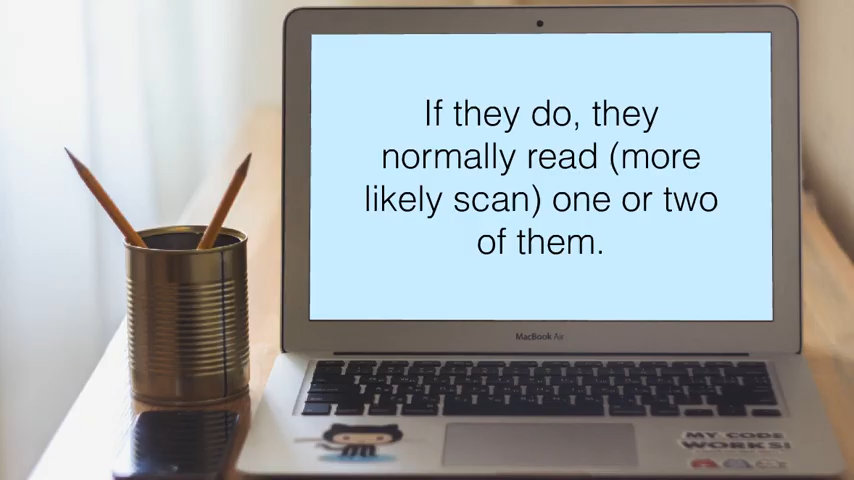 If they do, they
normally read (more
likely scan) one or two
of them.
MacBook Air
MY CODE
WORKS!